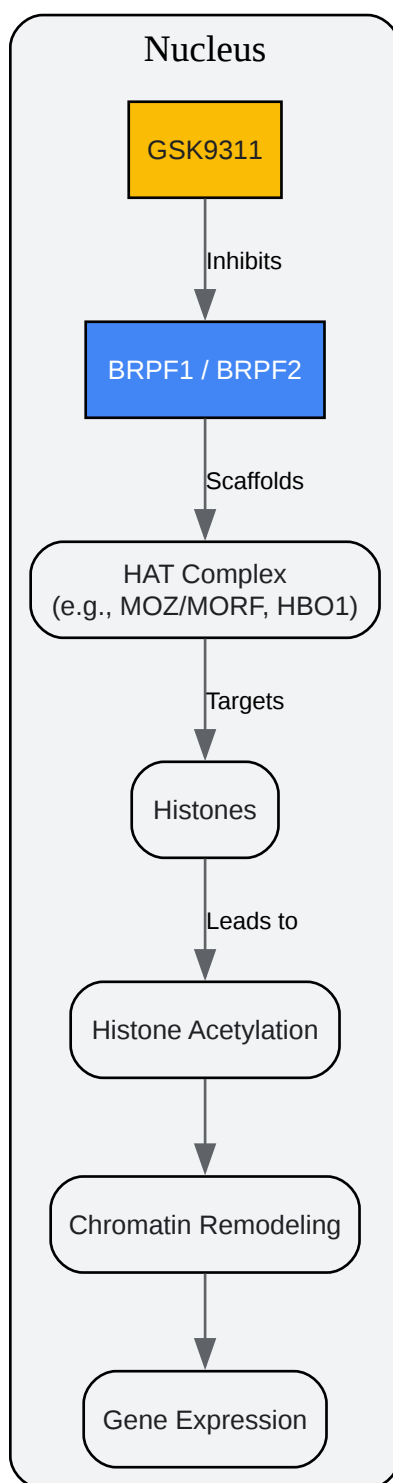 Nucleus
GSK9311
Inhibits
BRPF1 / BRPF2
Scaffolds
HAT Complex
(e.g., MOZ/MORF, HBO1)
Targets
Histones
Leads to
Histone Acetylation
Chromatin Remodeling
Gene Expression